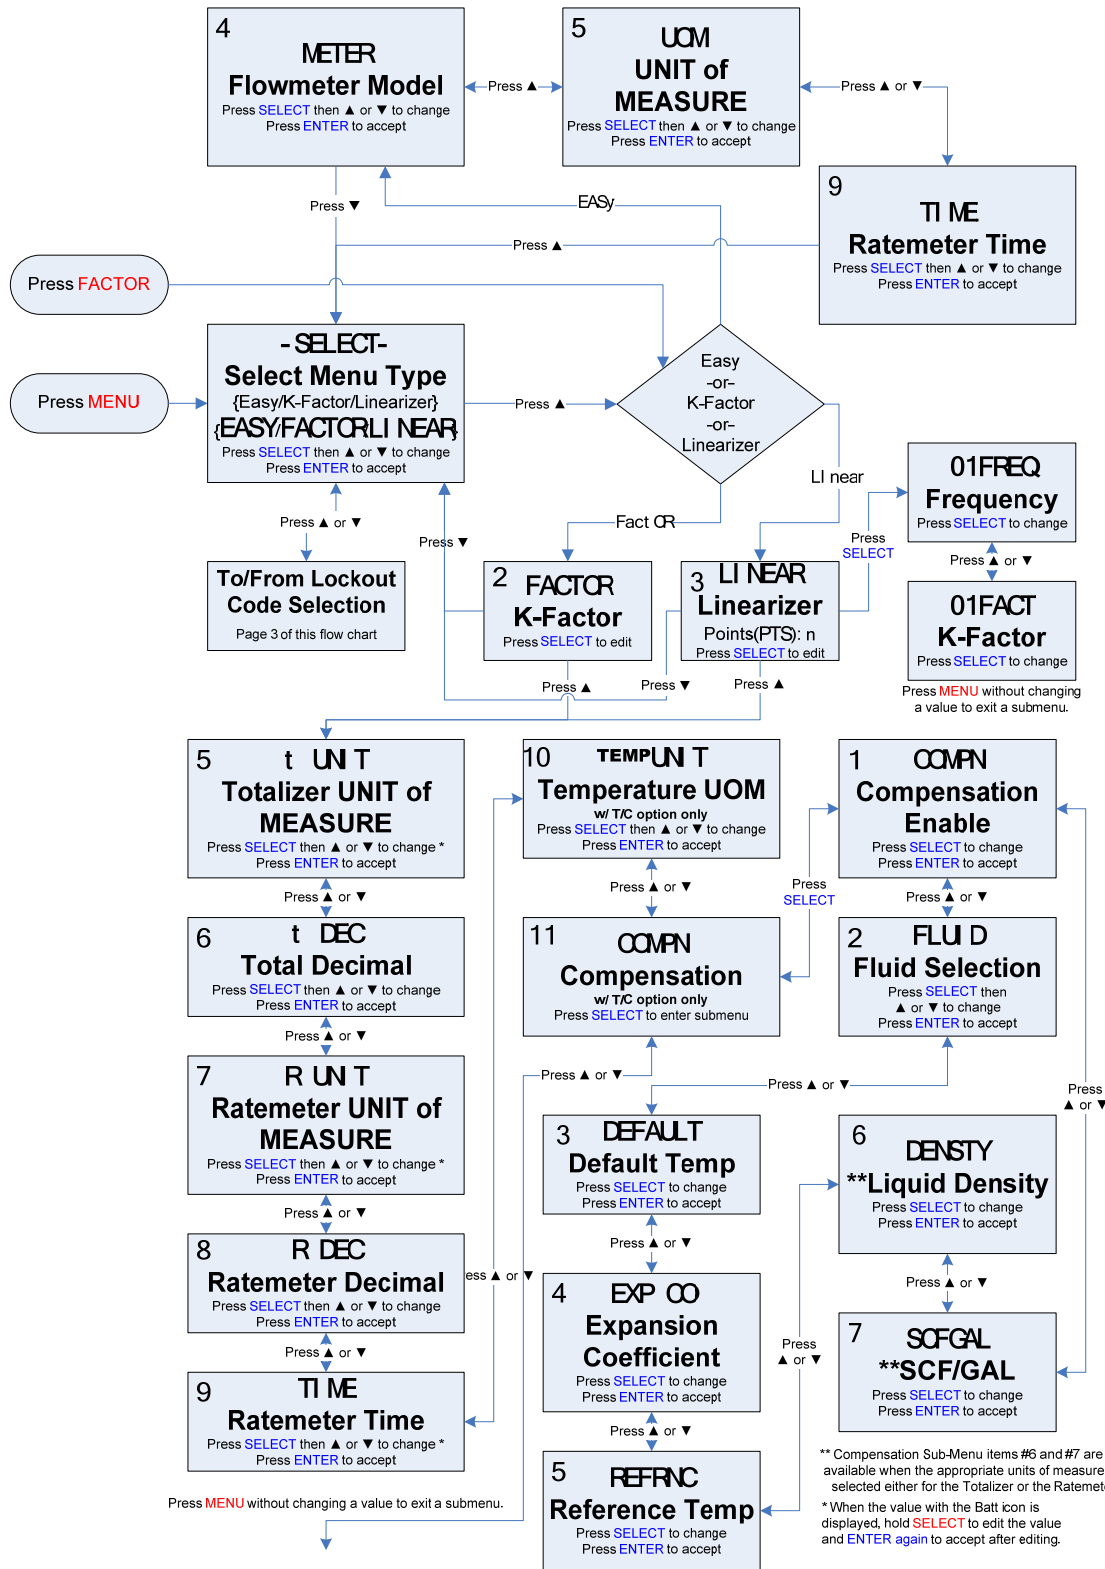 4
METER
Flowmeter Model
Press SELECT then ▲ or ▼ to change
Press ENTER to accept
Press ▲
5
UOM
UNIT of
MEASURE
Press SELECT then ▲ or ▼ to change
Press ENTER to accept
Press ▲ or ▼
9
TIME
Ratemeter Time
Press SELECT then ▲ or ▼ to change
Press ENTER to accept
Press ▼
EASy
Press ▲
Press FACTOR
Press MENU
-SELECT-
Select Menu Type
{Easy/K-Factor/Linearizer}
{EASY/FACTOR/LINEAR}
Press SELECT then ▲ or ▼ to change
Press ENTER to accept
Press ▲
Easy
-or-
K-Factor
-or-
Linearizer
LInear
Fact OR
Press ▲ or ▼
Press ▼
To/From Lockout
Code Selection
Page 3 of this flow chart
2
FACTOR
K-Factor
Press SELECT to edit
3
LINEAR
Linearizer
Points(PTS): n
Press SELECT to edit
Press
SELECT
01FREQ
Frequency
Press SELECT to change
Press ▲ or ▼
01FACT
K-Factor
Press SELECT to change
Press MENU without changing
a value to exit a submenu.
Press ▲
Press ▼
Press ▲
5
t UNIT
Totalizer UNIT of
MEASURE
Press SELECT then ▲ or ▼ to change *
Press ENTER to accept
Press ▲ or ▼
6
t DEC
Total Decimal
Press SELECT then ▲ or ▼ to change
Press ENTER to accept
Press ▲ or ▼
7
R UNIT
Ratemeter UNIT of
MEASURE
Press SELECT then ▲ or ▼ to change *
Press ENTER to accept
Press ▲ or ▼
8
R DEC
Ratemeter Decimal
Press SELECT then ▲ or ▼ to change
Press ENTER to accept
Press ▲ or ▼
9
TIME
Ratemeter Time
Press SELECT then ▲ or ▼ to change *
Press ENTER to accept
Press MENU without changing a value to exit a submenu.
ess ▲ or ▼
10
TEMPUNIT
Temperature UOM
w/ T/C option only
Press SELECT then ▲ or ▼ to change
Press ENTER to accept
Press ▲ or ▼
11
COMPN
Compensation
w/ T/C option only
Press SELECT to enter submenu
Press ▲ or ▼
Press
SELECT
1
COMPN
Compensation
Enable
Press SELECT to change
Press ENTER to accept
Press ▲ or ▼
2
FLUID
Fluid Selection
Press SELECT then
▲ or ▼ to change
Press ENTER to accept
Press ▲ or ▼
3
DEFAULT
Default Temp
Press SELECT to change
Press ENTER to accept
Press ▲ or ▼
4
EXP CO
Expansion
Coefficient
Press SELECT to change
Press ENTER to accept
Press ▲ or ▼
5
REFRNC
Reference Temp
Press SELECT to change
Press ENTER to accept
Press
▲ or ▼
6
DENSTY
**Liquid Density
Press SELECT to change
Press ENTER to accept
Press ▲ or ▼
7
SCFGAL
**SCF/GAL
Press SELECT to change
Press ENTER to accept
Press
▲ or ▼
** Compensation Sub-Menu items #6 and #7 are
available when the appropriate units of measure
selected either for the Totalizer or the Ratemet
* When the value with the Batt icon is
displayed, hold SELECT to edit the value
and ENTER again to accept after editing.